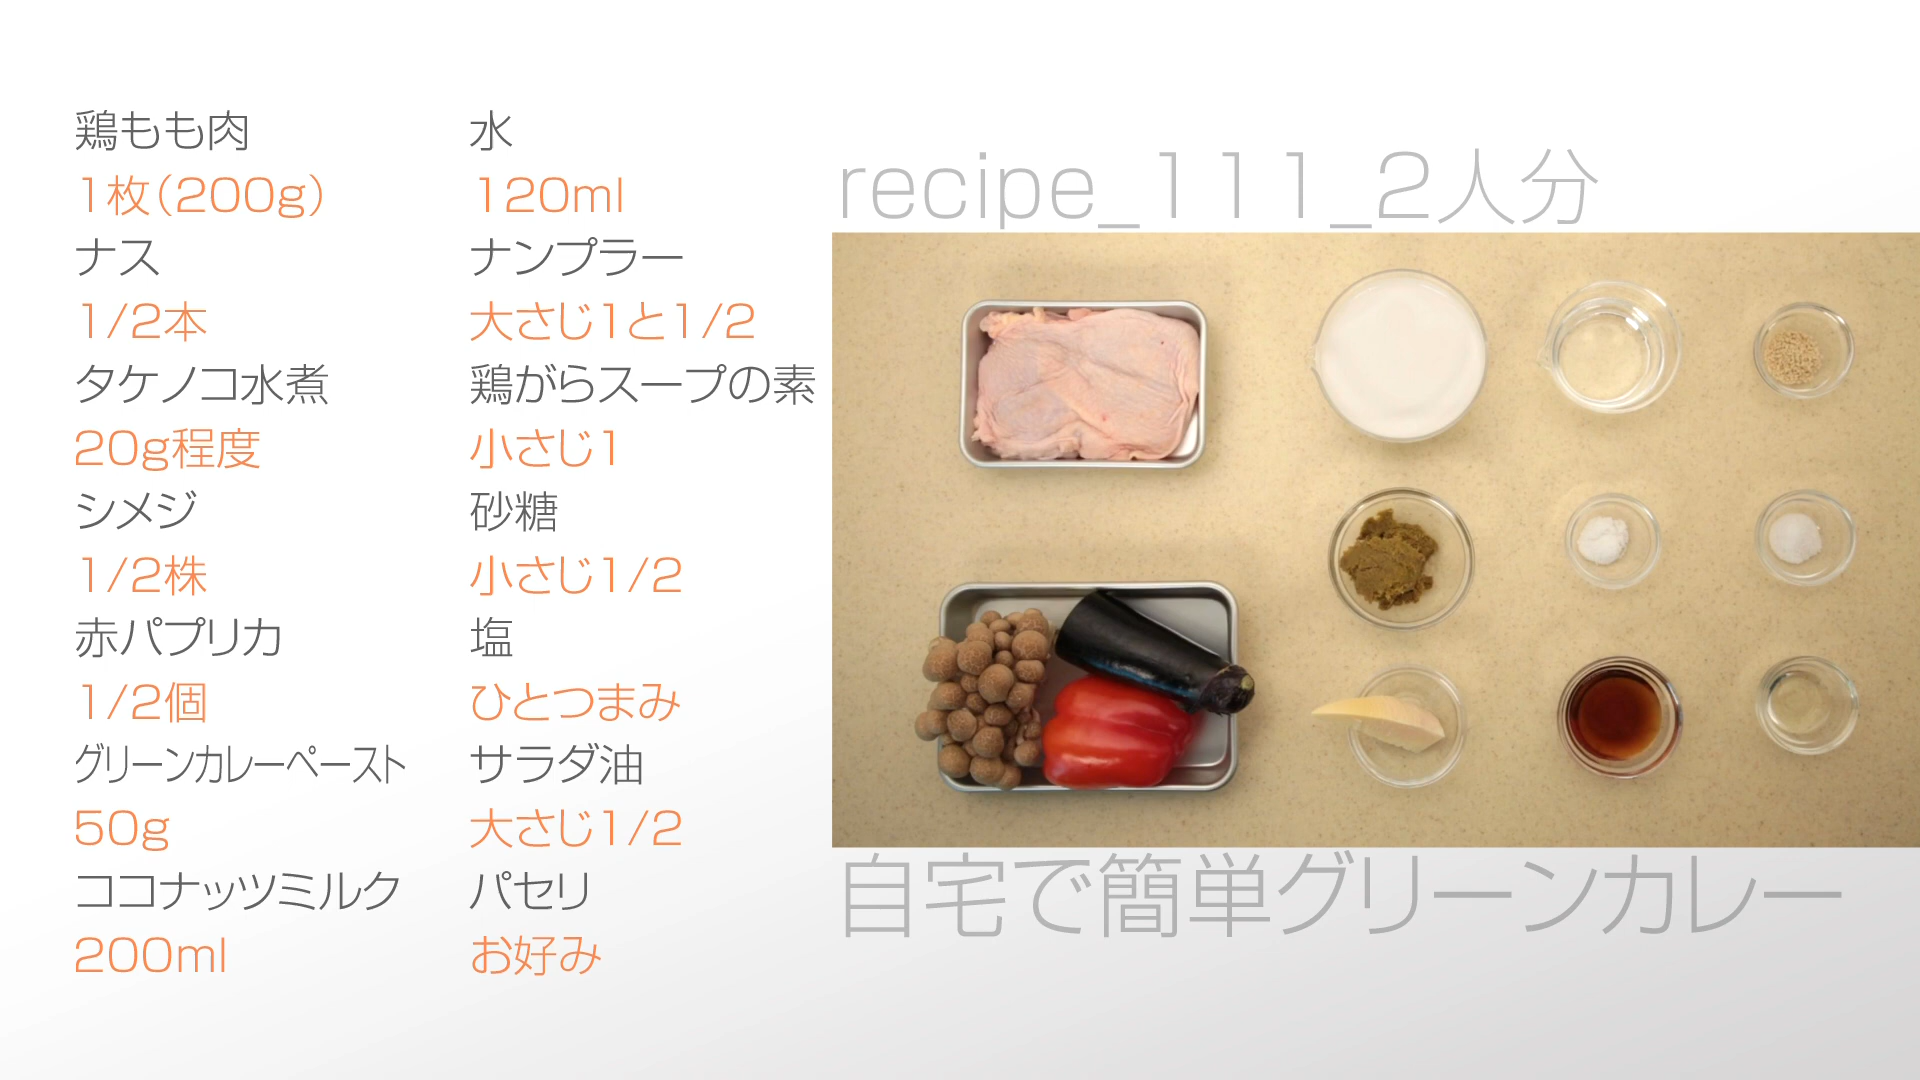 鶏もも肉
1枚(200g)
ナス
1/2本
タケノコ水煮
20g程度
シメジ
1/2株
赤パプリカ
1/2個
グリーンカレーペースト
50g
ココナッツミルク
200ml
水
120ml
ナンプラー
大さじ1と1/2
鶏がらスープの素
小さじ1
砂糖
小さじ1/2
塩
ひとつまみ
サラダ油
大さじ1/2
パセリ
お好み
recipe_111_2人分
自宅で簡単グリーンカレー